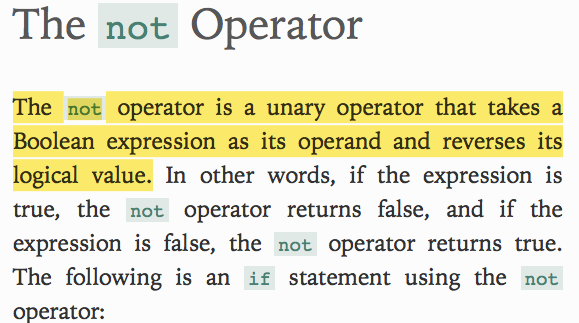 The not Operator
The not operator is a unary operator that takes a
Boolean expression as its operand and reverses its
logical value. In other words, if the expression is
true, the not operator returns false, and if the
expression is false, the not operator returns true.
The following is an if statement using the not
operator: